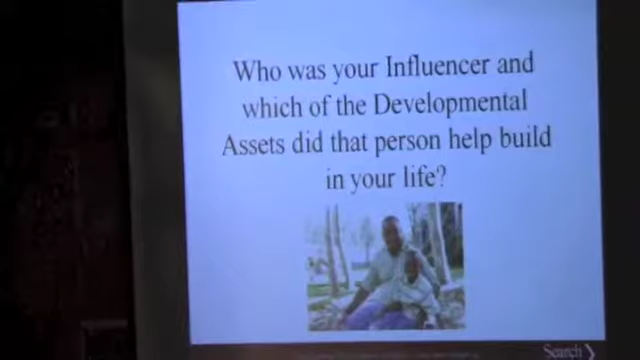 Who was your Influencer and
which of the Developmental
Assets did that person help build
in your life?
Search